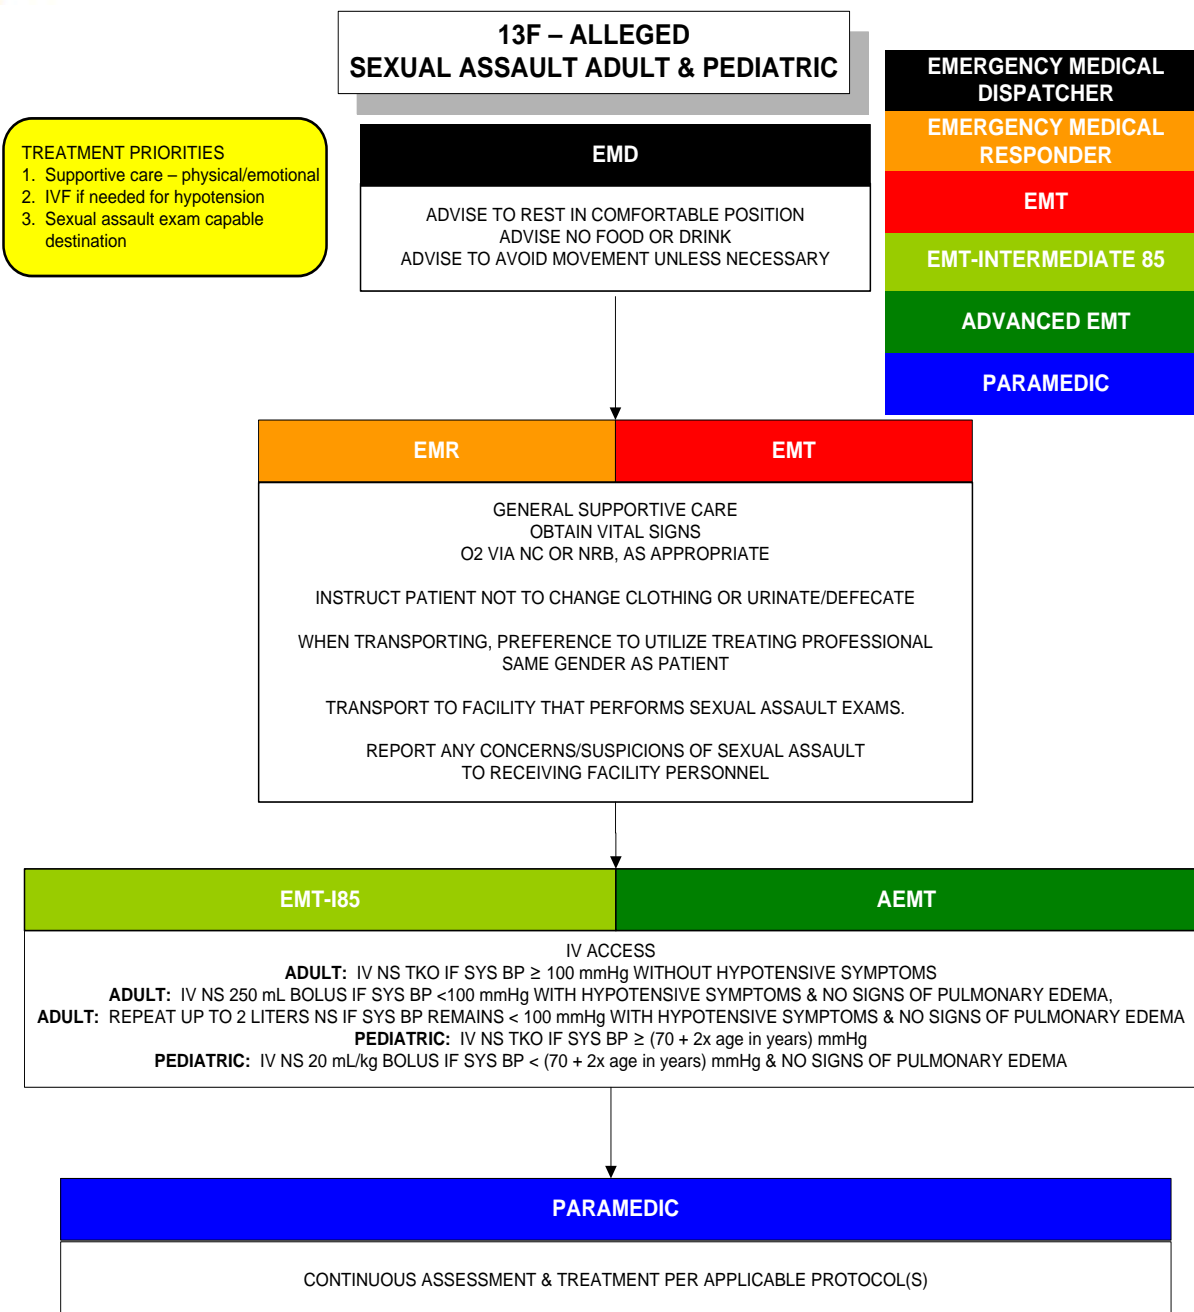 13F – ALLEGED
SEXUAL ASSAULT ADULT & PEDIATRIC
EMERGENCY MEDICAL
DISPATCHER
EMERGENCY MEDICAL
RESPONDER
EMT
EMT-INTERMEDIATE 85
ADVANCED EMT
PARAMEDIC
TREATMENT PRIORITIES
1. Supportive care – physical/emotional
2. IVF if needed for hypotension
3. Sexual assault exam capable
destination
EMD
ADVISE TO REST IN COMFORTABLE POSITION
ADVISE NO FOOD OR DRINK
ADVISE TO AVOID MOVEMENT UNLESS NECESSARY
EMR
EMT
GENERAL SUPPORTIVE CARE
OBTAIN VITAL SIGNS
O2 VIA NC OR NRB, AS APPROPRIATE
INSTRUCT PATIENT NOT TO CHANGE CLOTHING OR URINATE/DEFECATE
WHEN TRANSPORTING, PREFERENCE TO UTILIZE TREATING PROFESSIONAL
SAME GENDER AS PATIENT
TRANSPORT TO FACILITY THAT PERFORMS SEXUAL ASSAULT EXAMS.
REPORT ANY CONCERNS/SUSPICIONS OF SEXUAL ASSAULT
TO RECEIVING FACILITY PERSONNEL
EMT-I85
AEMT
IV ACCESS
ADULT: IV NS TKO IF SYS BP ≥ 100 mmHg WITHOUT HYPOTENSIVE SYMPTOMS
ADULT: IV NS 250 mL BOLUS IF SYS BP <100 mmHg WITH HYPOTENSIVE SYMPTOMS & NO SIGNS OF PULMONARY EDEMA,
ADULT: REPEAT UP TO 2 LITERS NS IF SYS BP REMAINS < 100 mmHg WITH HYPOTENSIVE SYMPTOMS & NO SIGNS OF PULMONARY EDEMA
PEDIATRIC: IV NS TKO IF SYS BP ≥ (70 + 2x age in years) mmHg
PEDIATRIC: IV NS 20 mL/kg BOLUS IF SYS BP < (70 + 2x age in years) mmHg & NO SIGNS OF PULMONARY EDEMA
PARAMEDIC
CONTINUOUS ASSESSMENT & TREATMENT PER APPLICABLE PROTOCOL(S)